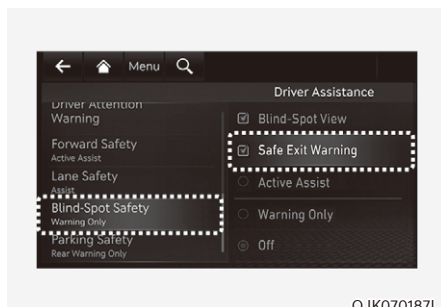 Menu
Driver Assistance
Driver Attention
Warning
Forward Safety
Active Assist
Lane Safety
Assist
Blind-Spot Safety
Warning Only
Parking Safety
Rear Warning Only
Blind-Spot View
Safe Exit Warning
Active Assist
Warning Only
Off